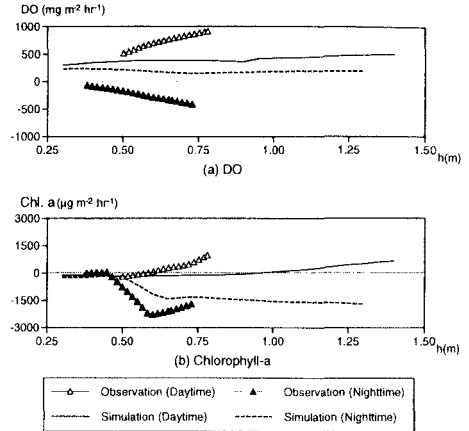 DO (mg m⁻² hr⁻¹)
1000
500
0
-500
-1000
0.25 0.50 0.75 1.00 1.25 1.50 h(m)
(a) DO
Chl. a (µg m⁻² hr⁻¹)
3000
1500
0
-1500
-3000
0.25 0.50 0.75 1.00 1.25 1.50 h(m)
(b) Chlorophyll-a
Observation (Daytime) Observation (Nighttime)
Simulation (Daytime) Simulation (Nighttime)